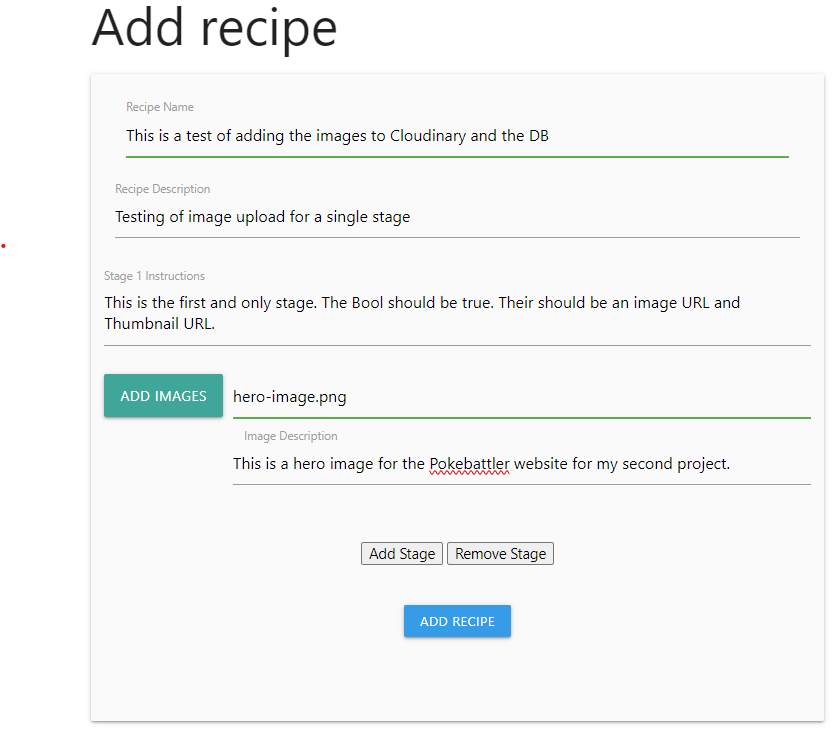 Add recipe
Recipe Name
This is a test of adding the images to Cloudinary and the DB
Recipe Description
Testing of image upload for a single stage
Stage 1 Instructions
This is the first and only stage. The Bool should be true. Their should be an image URL and
Thumbnail URL.
ADD IMAGES
hero-image.png
Image Description
This is a hero image for the Pokebattler website for my second project.
Add Stage Remove Stage
ADD RECIPE